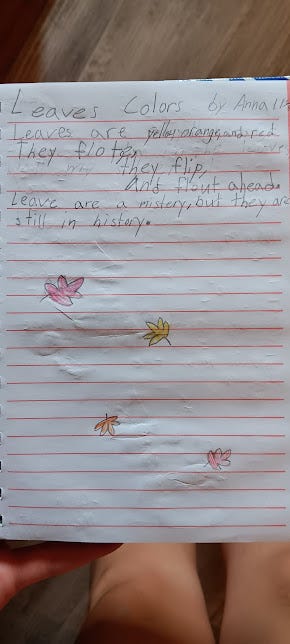 Leaves Colors by Anna
Leaves are yellow, orange, and red
They flote,
they flip,
and flout ahead.
Leave are a mistery, but they are
still in history.